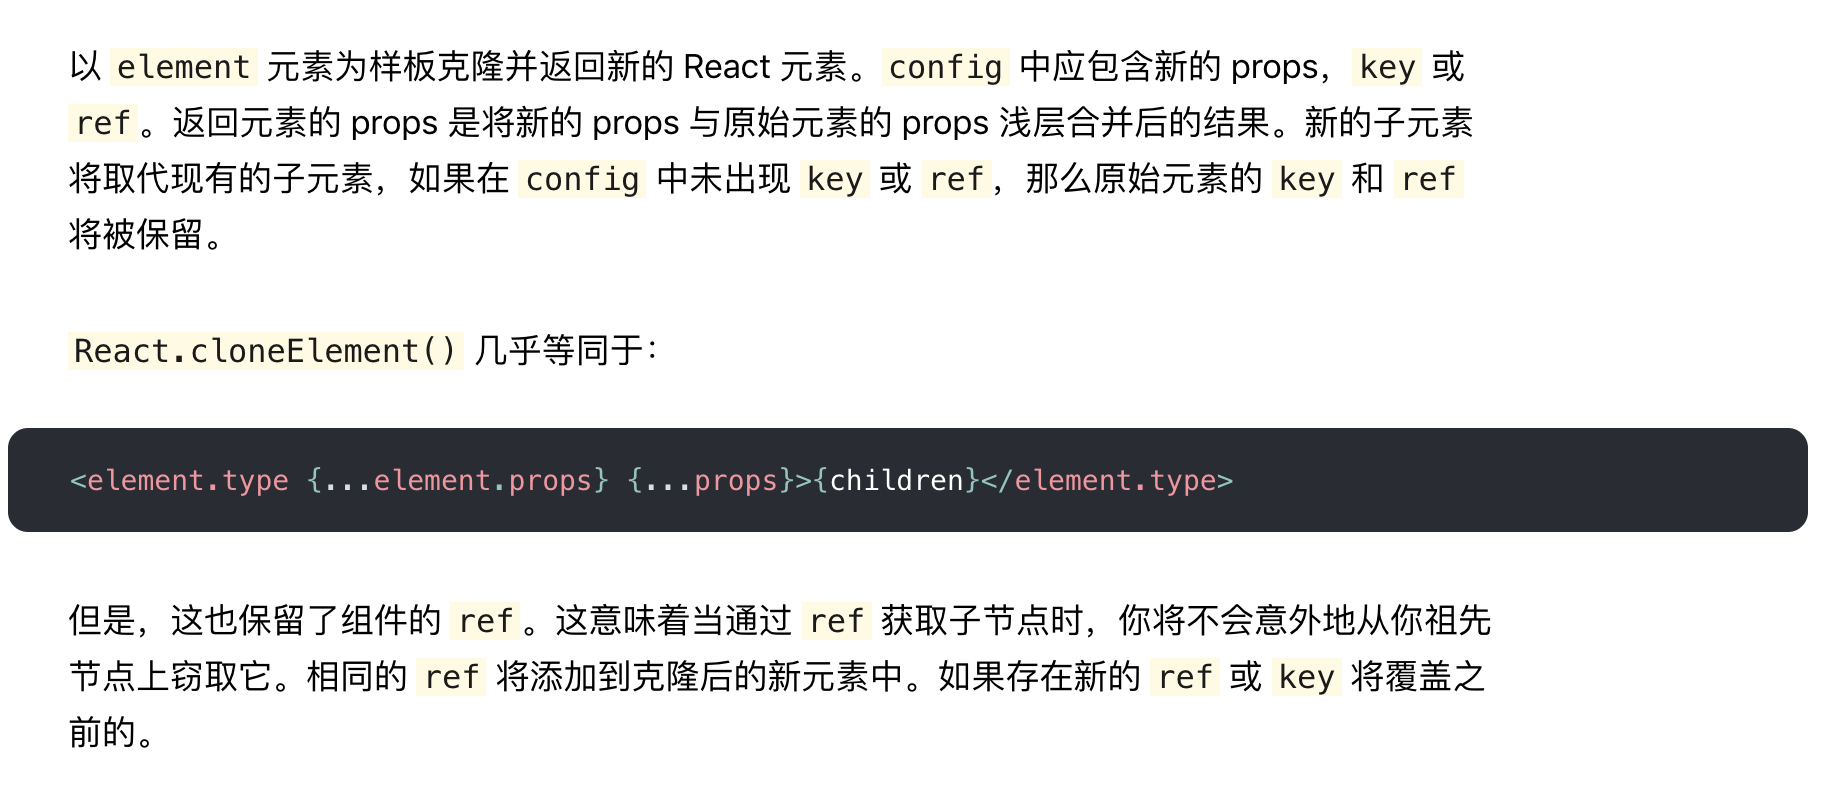 以 element 元素为样板克隆并返回新的 React 元素。config 中应包含新的 props，key 或
ref。返回元素的 props 是将新的 props 与原始元素的 props 浅层合并后的结果。新的子元素
将取代现有的子元素，如果在 config 中未出现 key 或 ref，那么原始元素的 key 和 ref
将被保留。
React.cloneElement() 几乎等同于：
<element.type {...element.props} {...props}>{children}</element.type>
但是，这也保留了组件的 ref。这意味着当通过 ref 获取子节点时，你将不会意外地从你祖先
节点上窃取它。相同的 ref 将添加到克隆后的新元素中。如果存在新的 ref 或 key 将覆盖之
前的。